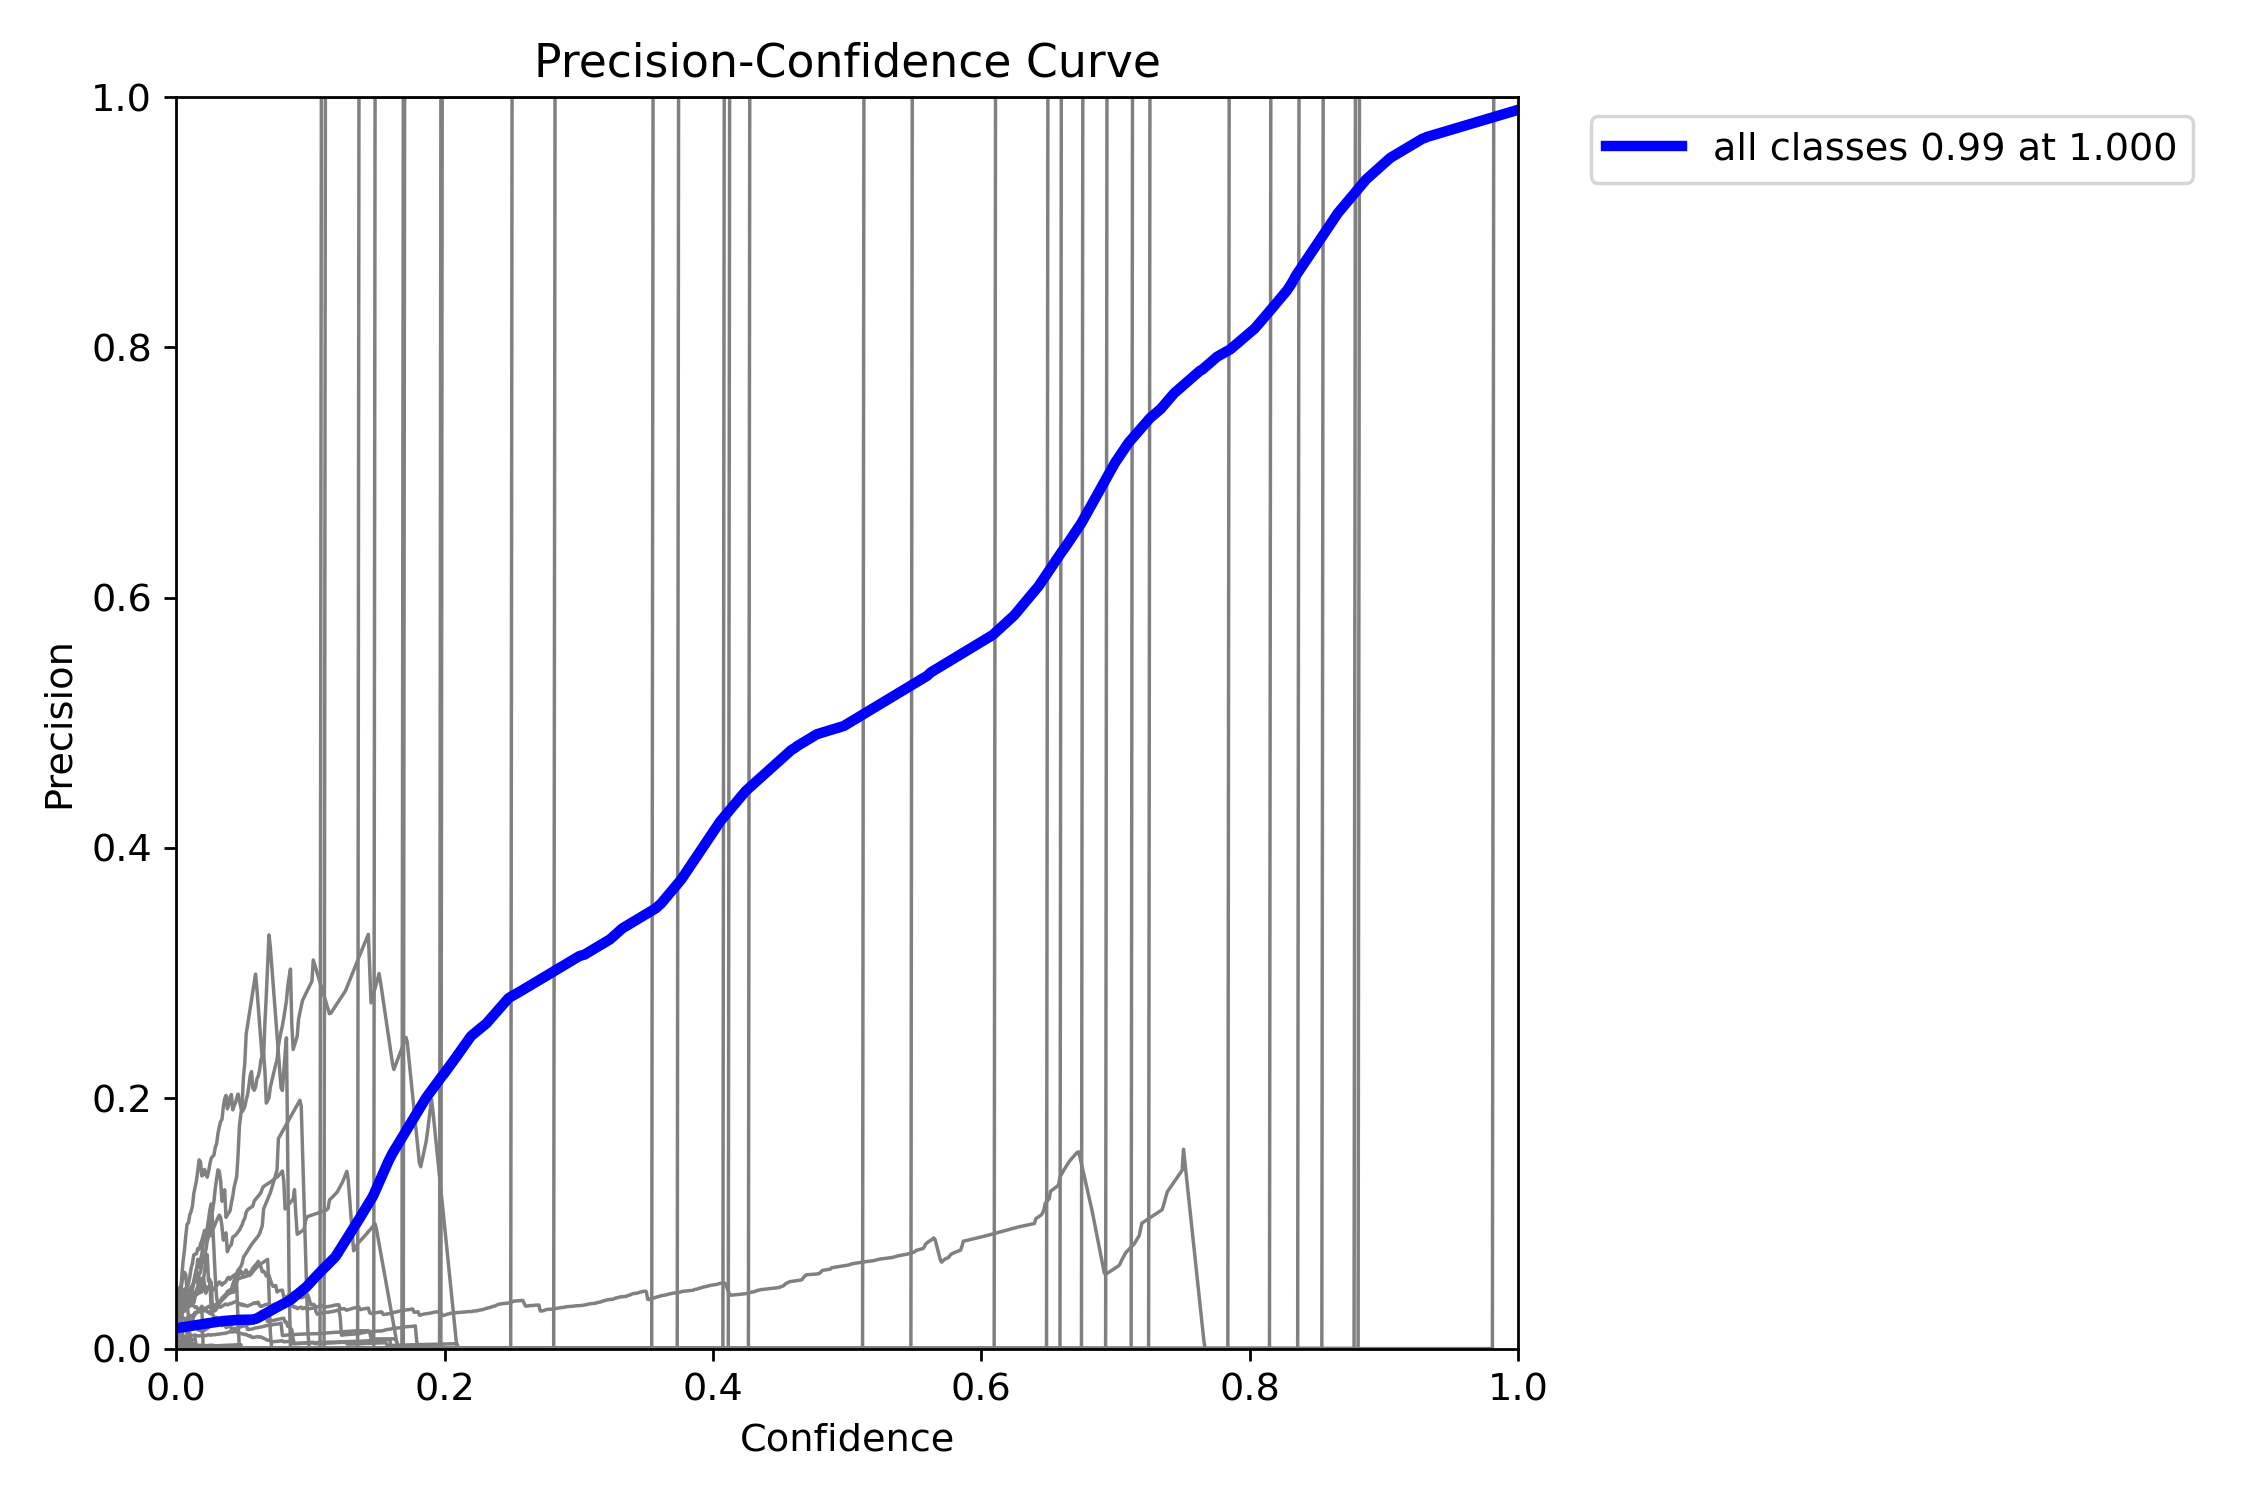 Precision-Confidence Curve
all classes 0.99 at 1.000
Precision
1.0
0.8
0.6
0.4
0.2
0.0
0.0 0.2 0.4 0.6 0.8 1.0
Confidence